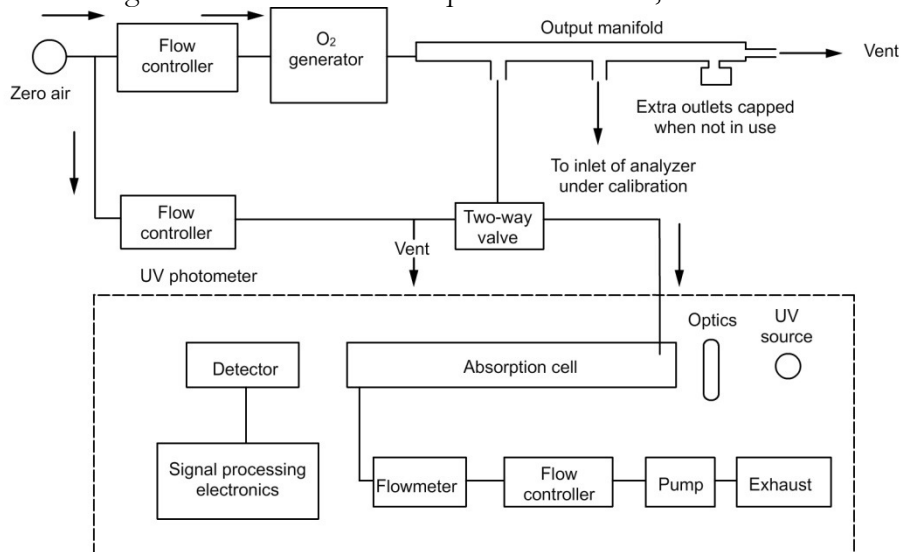 Zero air
Flow
controller
O₂
generator
Output manifold
Vent
Extra outlets capped
when not in use
To inlet of analyzer
under calibration
Flow
controller
Vent
Two-way
valve
UV photometer
Optics
UV
source
Detector
Absorption cell
Signal processing
electronics
Flowmeter
Flow
controller
Pump
Exhaust